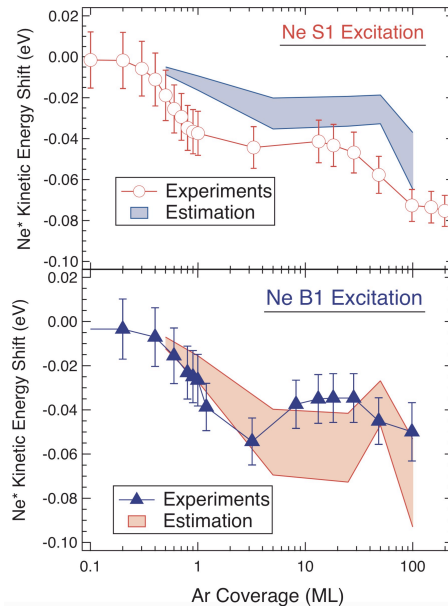 Ne S1 Excitation
Ne* Kinetic Energy Shift (eV)
0.02
0.00
-0.02
-0.04
-0.06
-0.08
-0.10
Experiments
Estimation
Ne B1 Excitation
Ne* Kinetic Energy Shift (eV)
0.02
0.00
-0.02
-0.04
-0.06
-0.08
-0.10
Experiments
Estimation
0.1 1 10 100
Ar Coverage (ML)